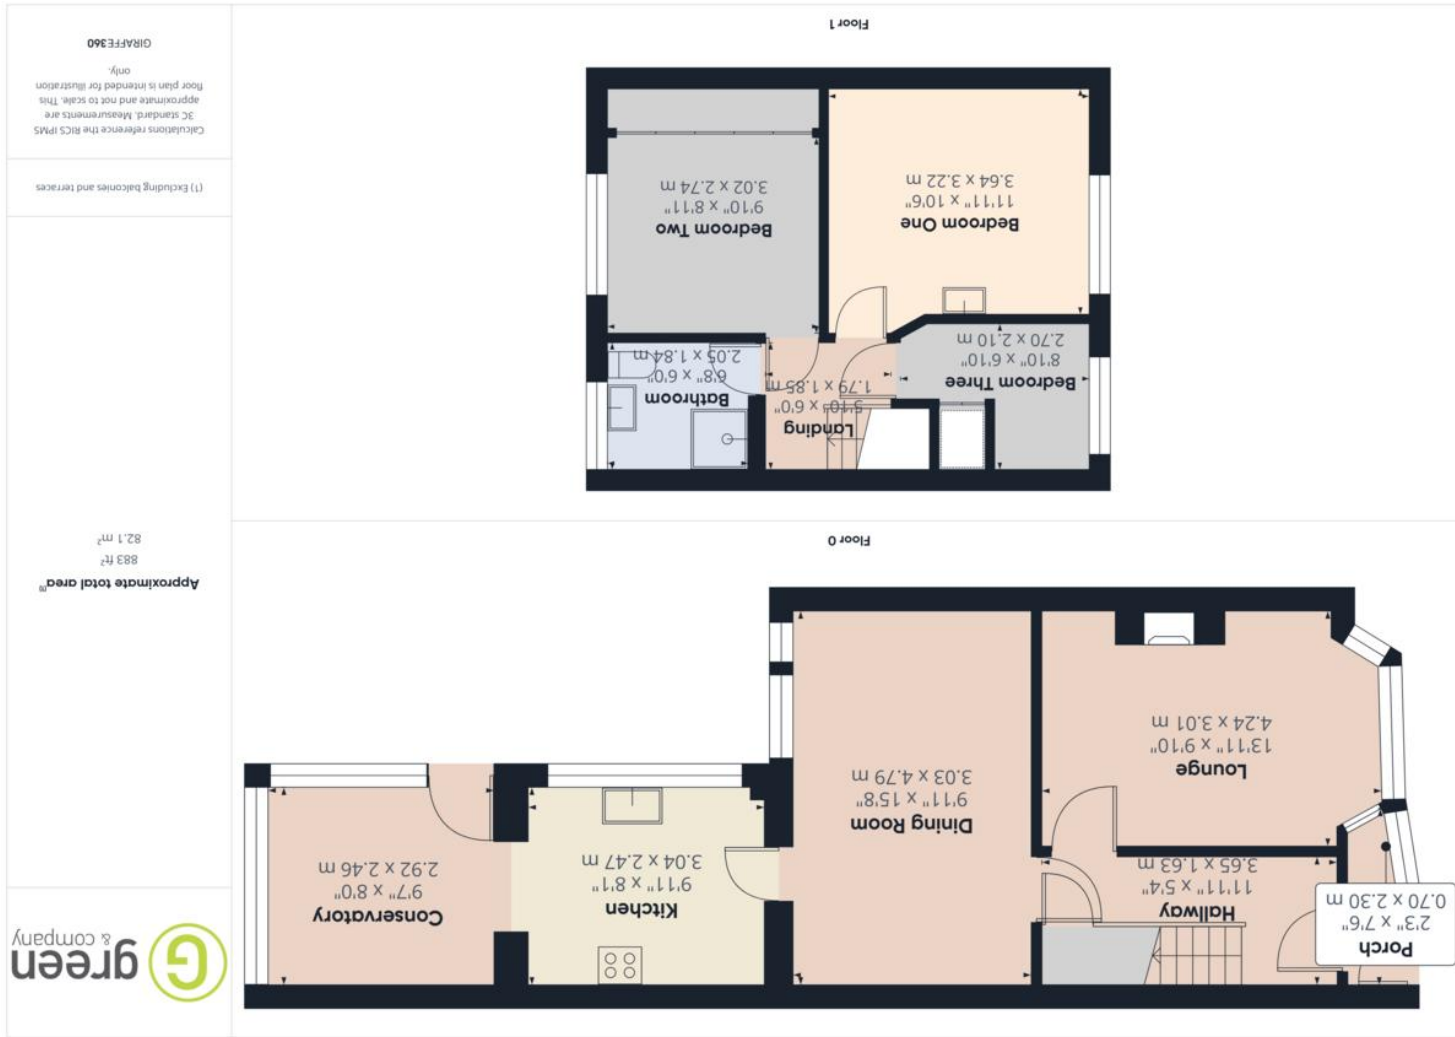 green
& company
Porch
2'3" x 7'6"
0.70 x 2.30 m
Hallway
11'11" x 5'4"
3.65 x 1.63 m
Lounge
13'11" x 9'10"
4.24 x 3.01 m
Dining Room
9'11" x 15'8"
3.03 x 4.79 m
Kitchen
9'11" x 8'1"
3.04 x 2.47 m
Conservatory
9'7" x 8'0"
2.92 x 2.46 m
Floor 0
Approximate total area(1)
883 ft²
82.1 m²
Landing
5'10" x 6'0"
1.79 x 1.85 m
Bathroom
6'8" x 6'0"
2.05 x 1.84 m
Bedroom Three
8'10" x 6'10"
2.70 x 2.10 m
Bedroom One
11'11" x 10'6"
3.64 x 3.22 m
Bedroom Two
9'10" x 8'11"
3.02 x 2.74 m
Floor 1
(1) Excluding balconies and terraces
Calculations reference the RICS IPMS
3C standard. Measurements are
approximate and not to scale. This
floor plan is intended for illustration
only.
GIRAFFE360